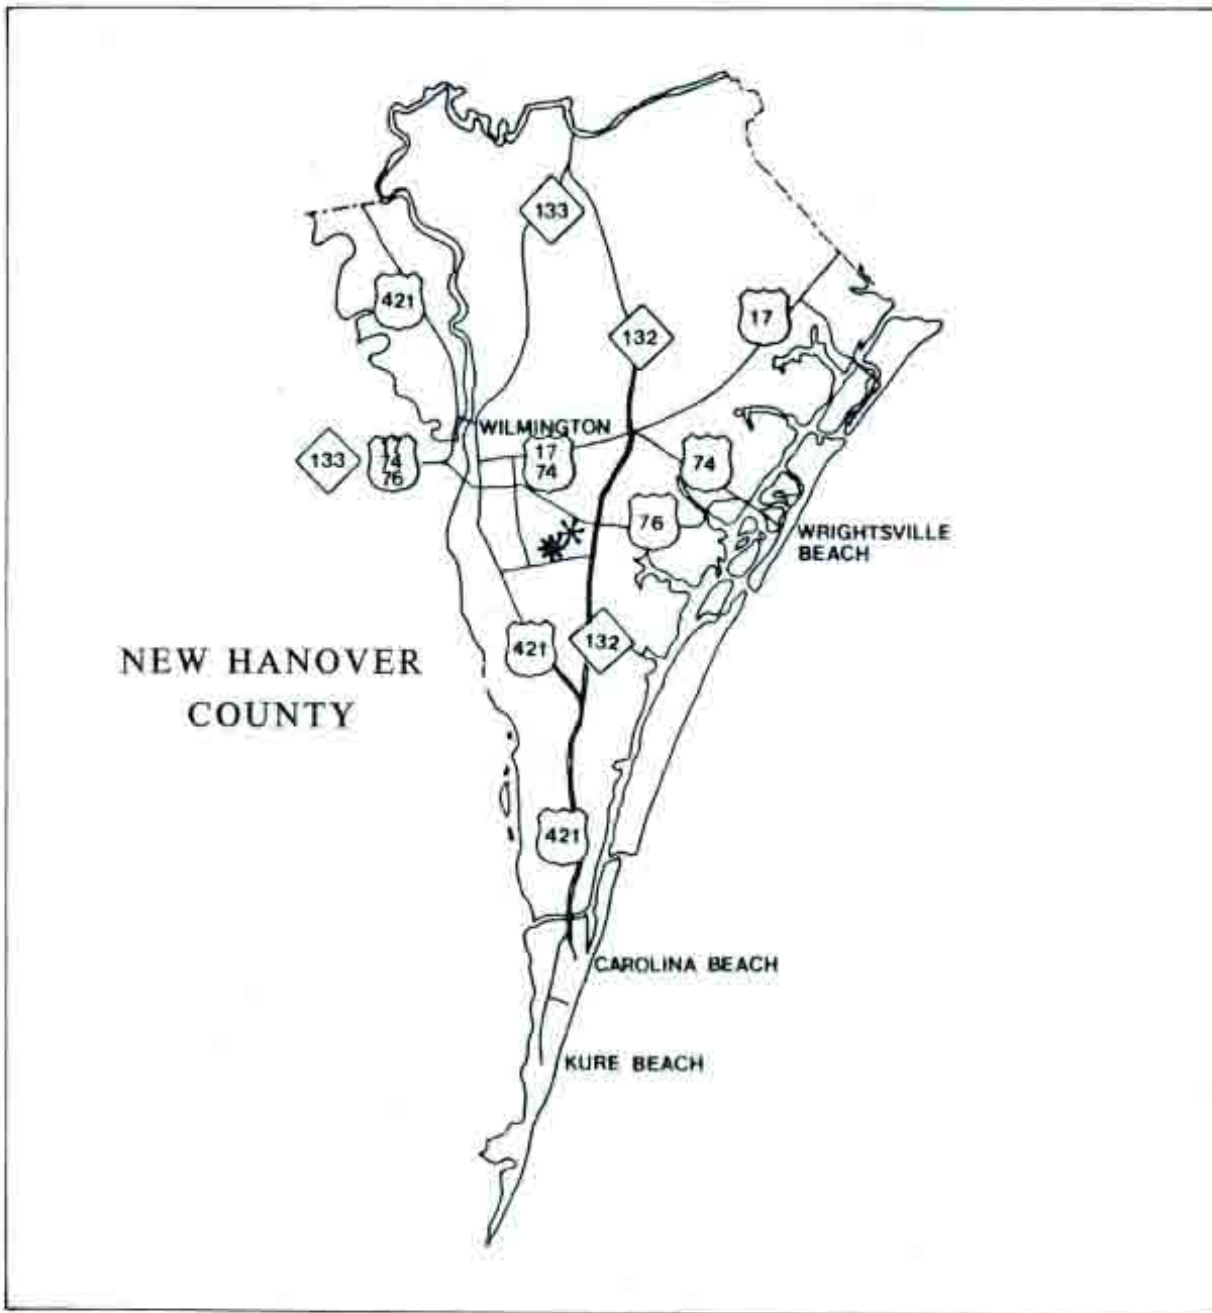 133
421
132
17
WILMINGTON
133
17
74
76
17
74
74
76
WRIGHTSVILLE
BEACH
421
132
NEW HANOVER
COUNTY
421
CAROLINA BEACH
KURE BEACH